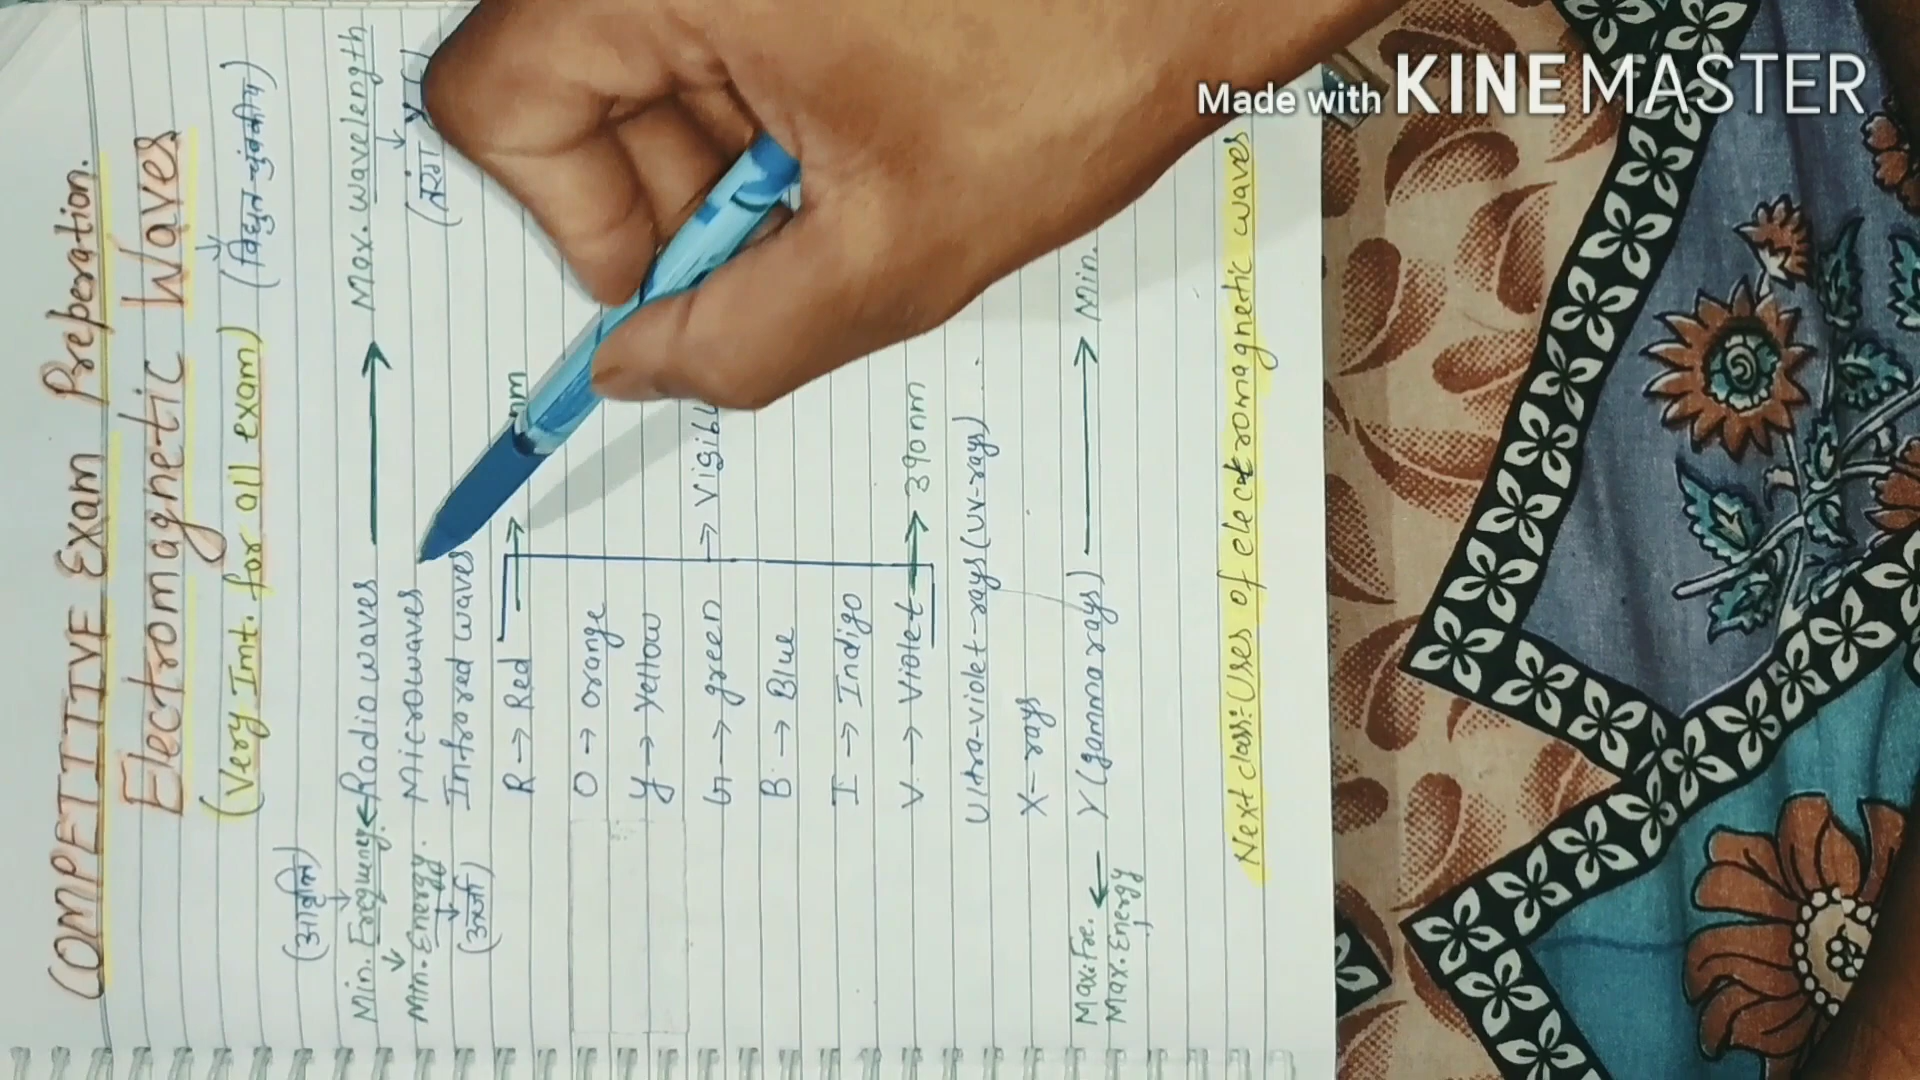 Made with KINEMASTER
COMPETITIVE Exam Preperation.
Electromagnetic Waves
(Very Imt. for all exam) (विद्युत चुंबकीय)
(आवृत्ति)
Min. Frequency ← Radio waves → Max. wavelength
Min. Energy. Microwaves
(ऊर्जा) Infrared waves
R → Red → nm
O → Orange
Y → Yellow
G → green → Visibl
B. → Blue
I → Indigo
V. → Violet → 390nm
Ultra-violet-rays (UV-rays)
X-rays
Max. Fre. ← γ (gamma rays) → Min.
Max. Energy
Next class:- Uses of electromagnetic waves